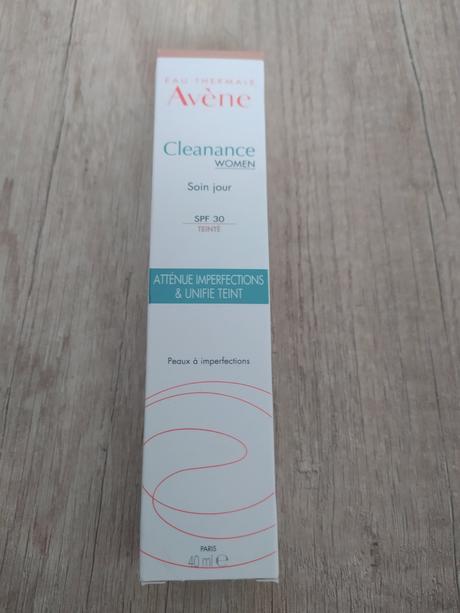 EAU THERMALE
Avène
Cleanance
WOMEN
Soin jour
SPF 30
TEINTÉ
ATTÉNUE IMPERFECTIONS
& UNIFIE TEINT
Peaux à imperfections
PARIS
40 ml ℮